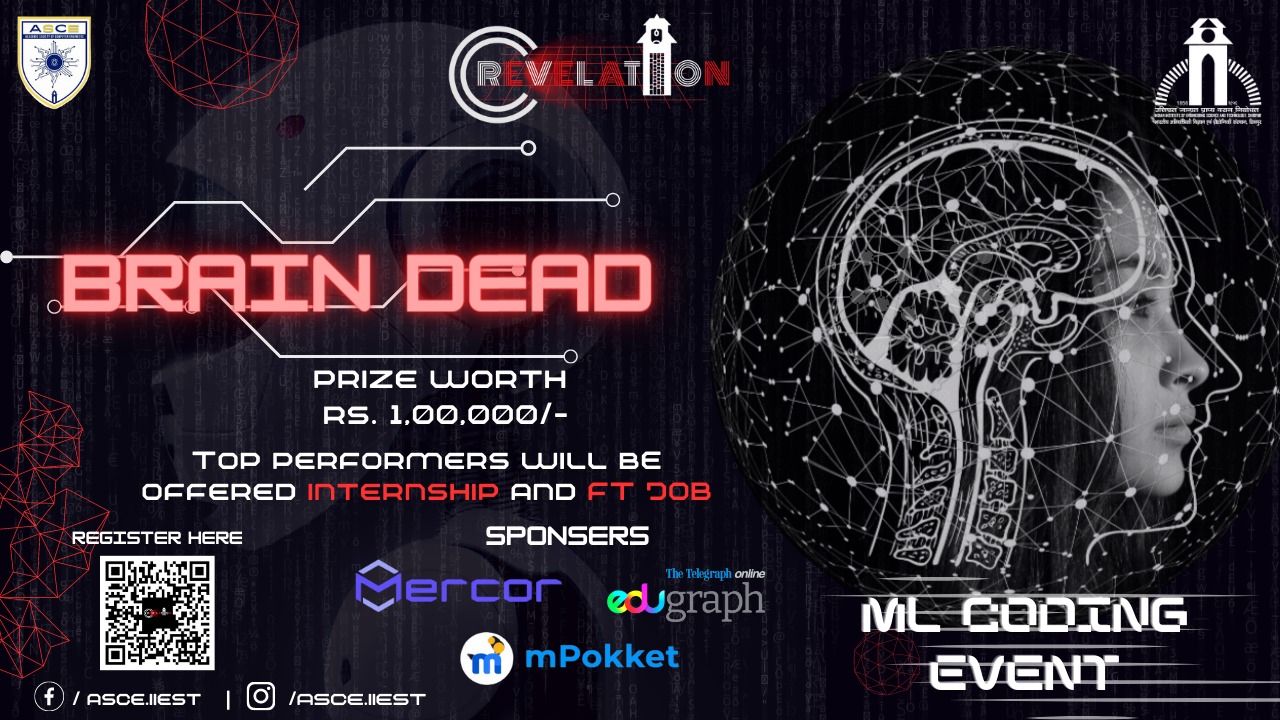 ASCE
REVELATION
BRAIN DEAD
PRIZE WORTH
RS. 1,00,000/-
TOP PERFORMERS WILL BE
OFFERED INTERNSHIP AND FT JOB
REGISTER HERE
SPONSERS
Mercor
The Telegraph online
edugraph
mPokket
ML CODING
EVENT
/ ASCE.IIEST | /ASCE.IIEST